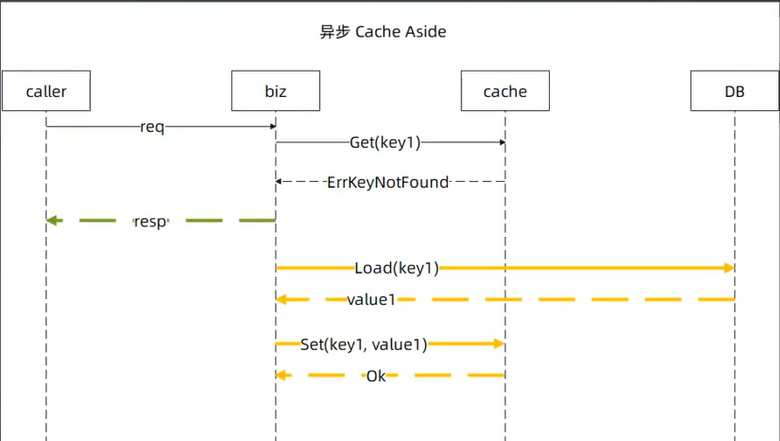 异步 Cache Aside
caller
biz
cache
DB
req
Get(key1)
ErrKeyNotFound
resp
Load(key1)
value1
Set(key1, value1)
Ok